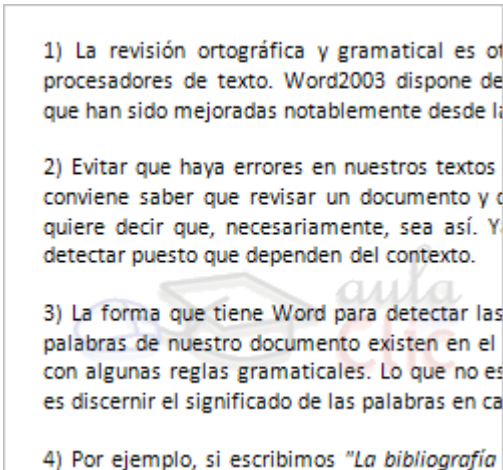 1) La revisión ortográfica y gramatical es
procesadores de texto. Word2003 dispone de
que han sido mejoradas notablemente desde
2) Evitar que haya errores en nuestros textos
conviene saber que revisar un documento y
quiere decir que, necesariamente, sea así.
detectar puesto que dependen del contexto.
aula
Clic
3) La forma que tiene Word para detectar las
palabras de nuestro documento existen en el
con algunas reglas gramaticales. Lo que no
es discernir el significado de las palabras en
4) Por ejemplo, si escribimos "La bibliografía